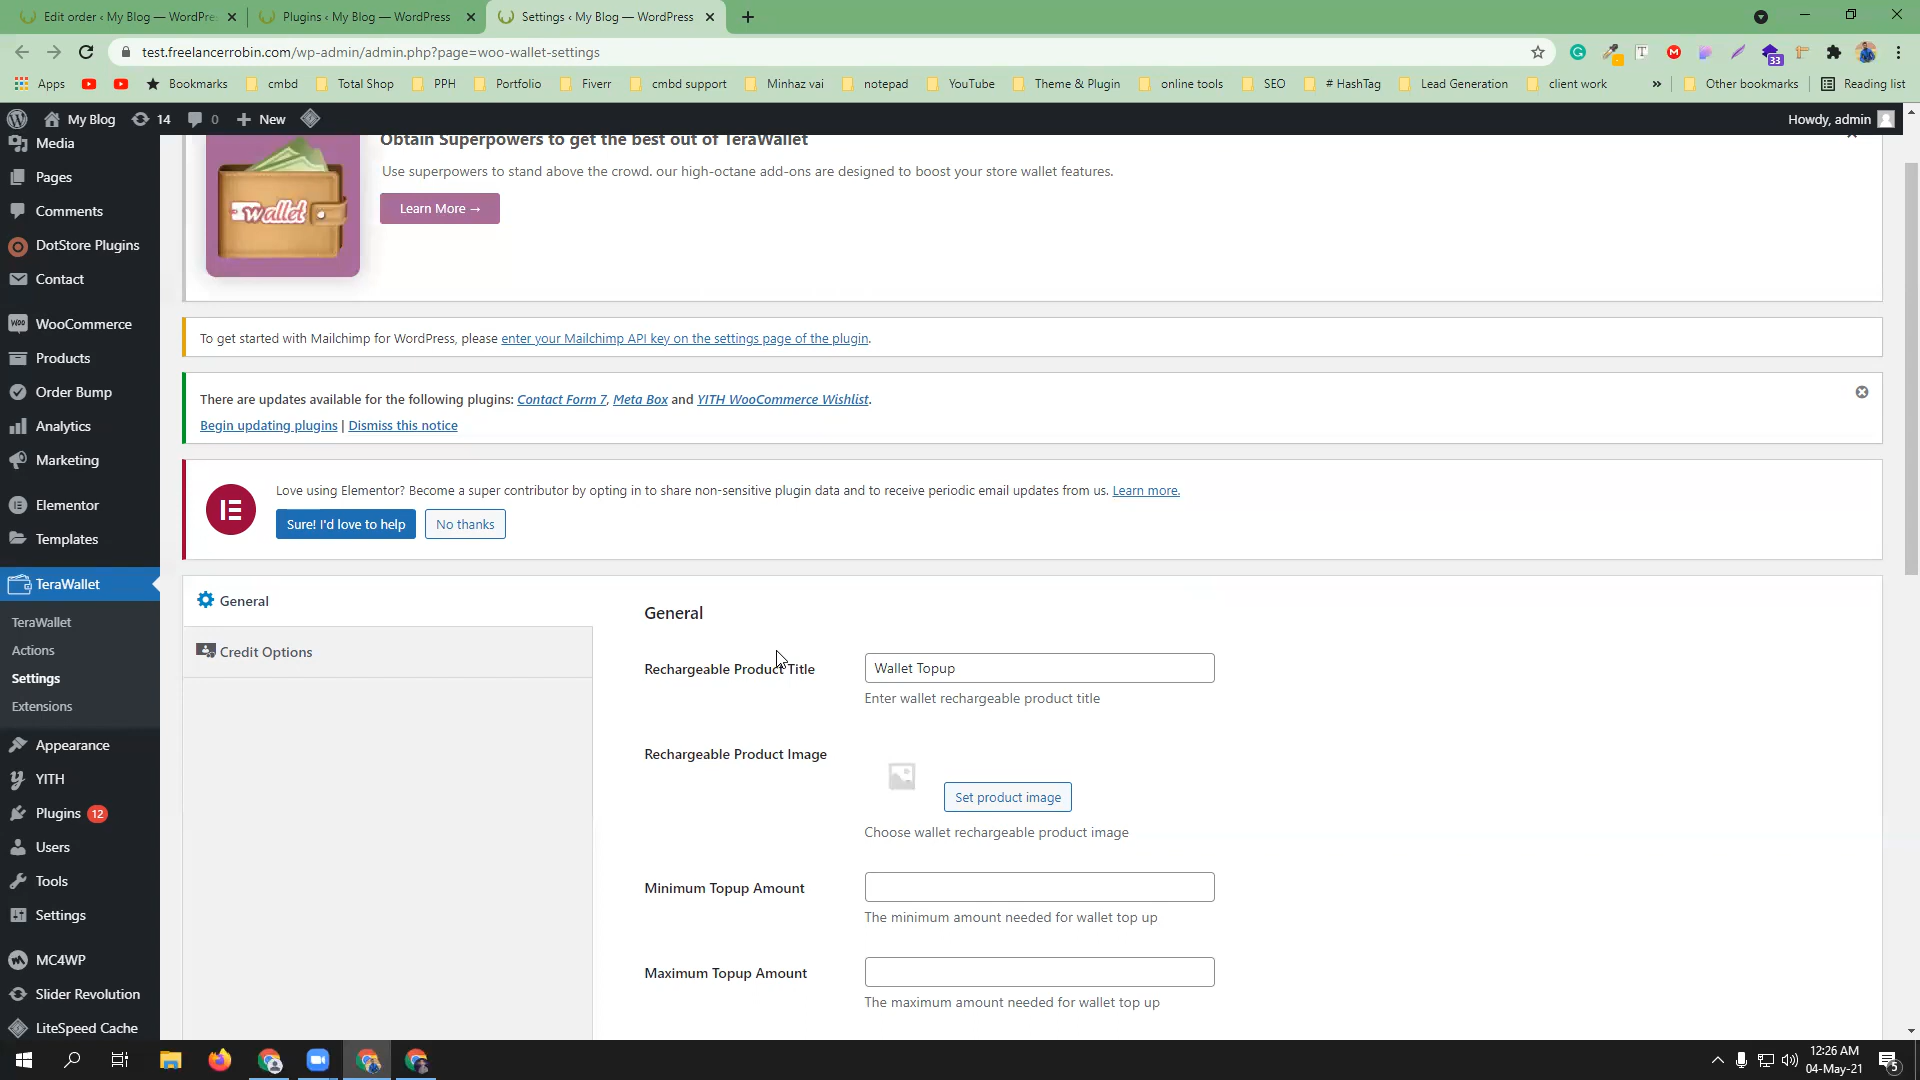 Edit order ‹ My Blog — WordPre
Plugins ‹ My Blog — WordPress
Settings ‹ My Blog — WordPress
test.freelancerrobin.com/wp-admin/admin.php?page=woo-wallet-settings
33
Apps
Bookmarks
cmbd
Total Shop
PPH
Portfolio
Fiverr
cmbd support
Minhaz vai
notepad
YouTube
Theme & Plugin
online tools
SEO
# HashTag
Lead Generation
client work
»
Other bookmarks
Reading list
My Blog
14
0
New
Howdy, admin
Media
Pages
Comments
DotStore Plugins
Contact
WooCommerce
Products
Order Bump
Analytics
Marketing
Elementor
Templates
TeraWallet
TeraWallet
Actions
Settings
Extensions
Appearance
YITH
Plugins 12
Users
Tools
Settings
MC4WP
Slider Revolution
LiteSpeed Cache
Obtain Superpowers to get the best out of TeraWallet
wallet
Use superpowers to stand above the crowd. our high-octane add-ons are designed to boost your store wallet features.
Learn More →
To get started with Mailchimp for WordPress, please enter your Mailchimp API key on the settings page of the plugin.
There are updates available for the following plugins: Contact Form 7, Meta Box and YITH WooCommerce Wishlist.
Begin updating plugins | Dismiss this notice
Love using Elementor? Become a super contributor by opting in to share non-sensitive plugin data and to receive periodic email updates from us. Learn more.
Sure! I'd love to help
No thanks
General
Credit Options
General
Rechargeable Product Title
Wallet Topup
Enter wallet rechargeable product title
Rechargeable Product Image
Set product image
Choose wallet rechargeable product image
Minimum Topup Amount
The minimum amount needed for wallet top up
Maximum Topup Amount
The maximum amount needed for wallet top up
12:26 AM
04-May-21
5